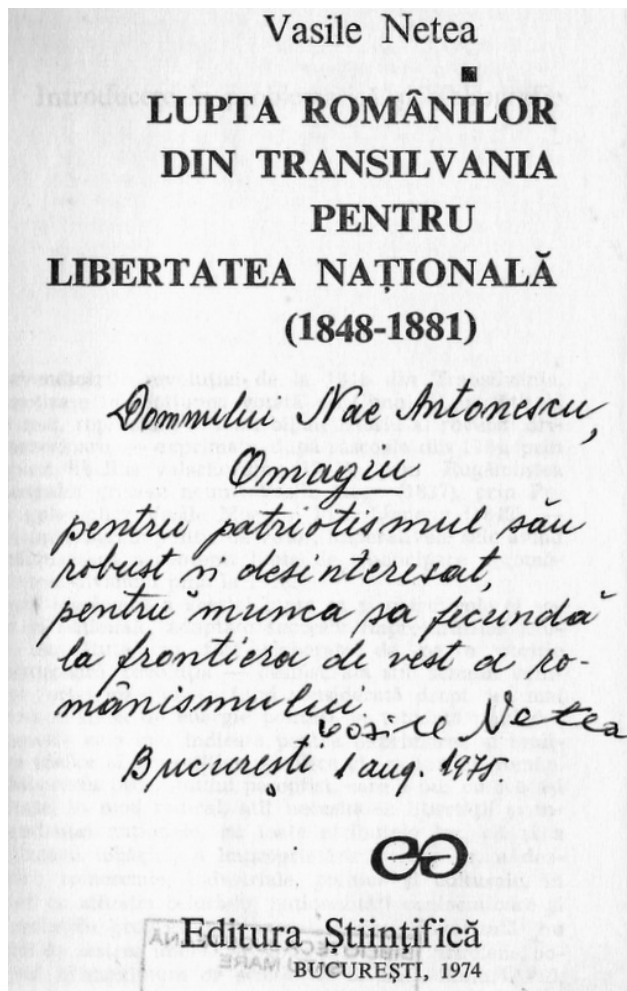 Vasile Netea
LUPTA ROMÂNILOR
DIN TRANSILVANIA
PENTRU
LIBERTATEA NAȚIONALĂ
(1848-1881)
Domnului Nae Antonescu,
Omagiu
pentru patriotismul sau
robust și desinteresat,
pentru munca sa fecundă
la frontiera de vest a ro-
manismului.
Vasile Netea
București 1 aug. 1975
Editura Științifică
BUCUREȘTI, 1974